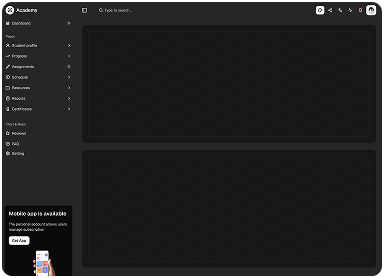 Academy
Type to search...
Dashboard
Pages
Student profile
Progress
Assignments
Schedule
Resources
Reports
Certificates
Chart & Maps
Reviews
FAQ
Setting
Mobile app is available
The personal account allows users
manage subscription
Get App